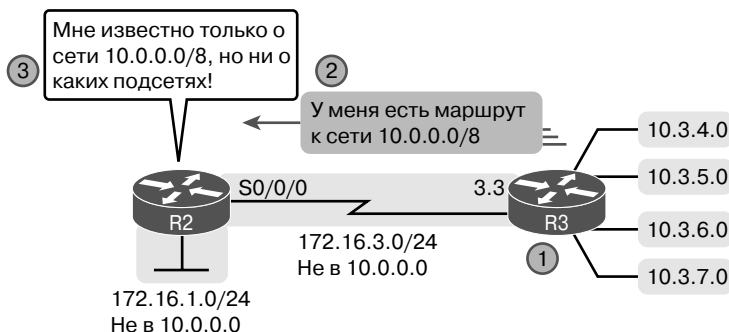 Мне известно только о
сети 10.0.0.0/8, но ни о
каких подсетях!
3
2
У меня есть маршрут
к сети 10.0.0.0/8
10.3.4.0
10.3.5.0
10.3.6.0
10.3.7.0
S0/0/0
3.3
R2
R3
1
172.16.3.0/24
Не в 10.0.0.0
172.16.1.0/24
Не в 10.0.0.0